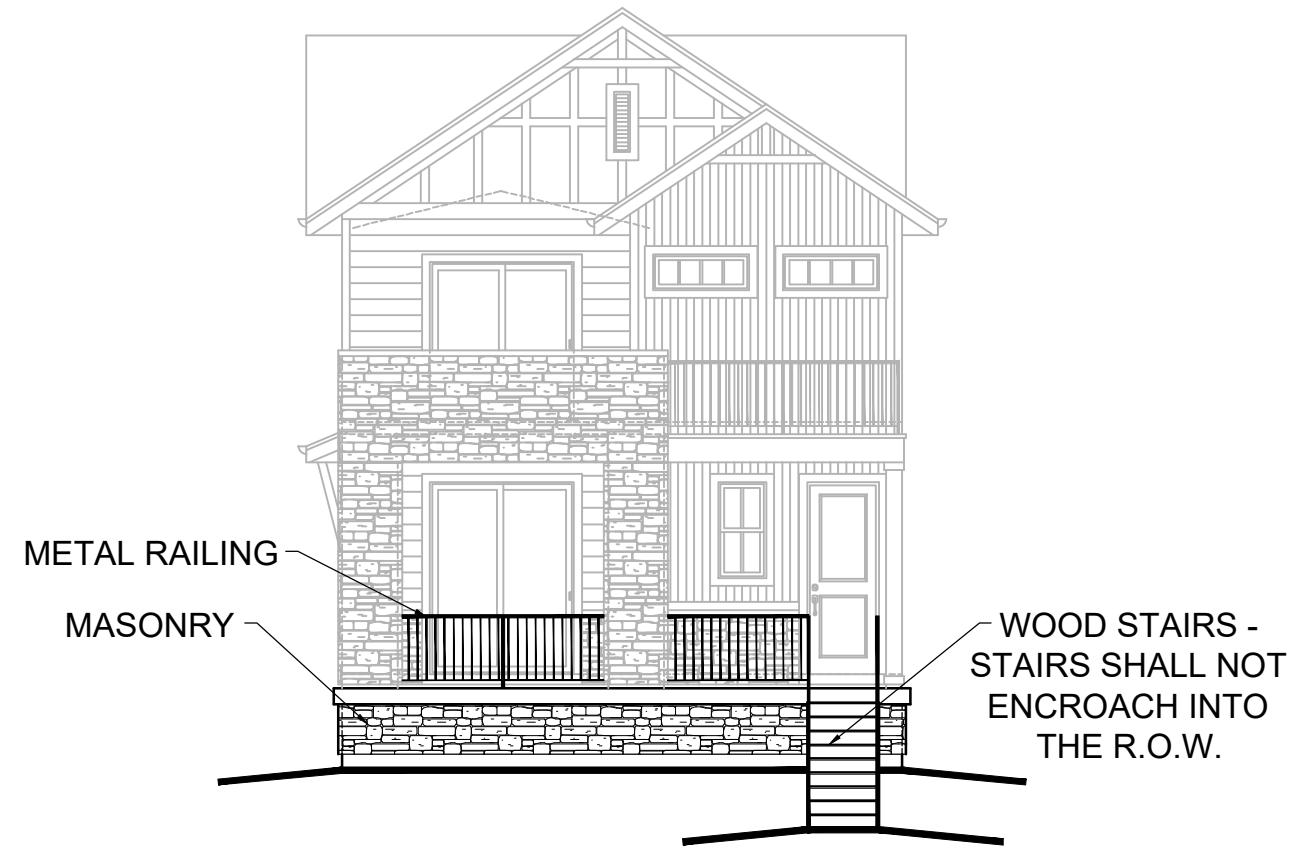 METAL RAILING
MASONRY
WOOD STAIRS -
STAIRS SHALL NOT
ENCROACH INTO
THE R.O.W.